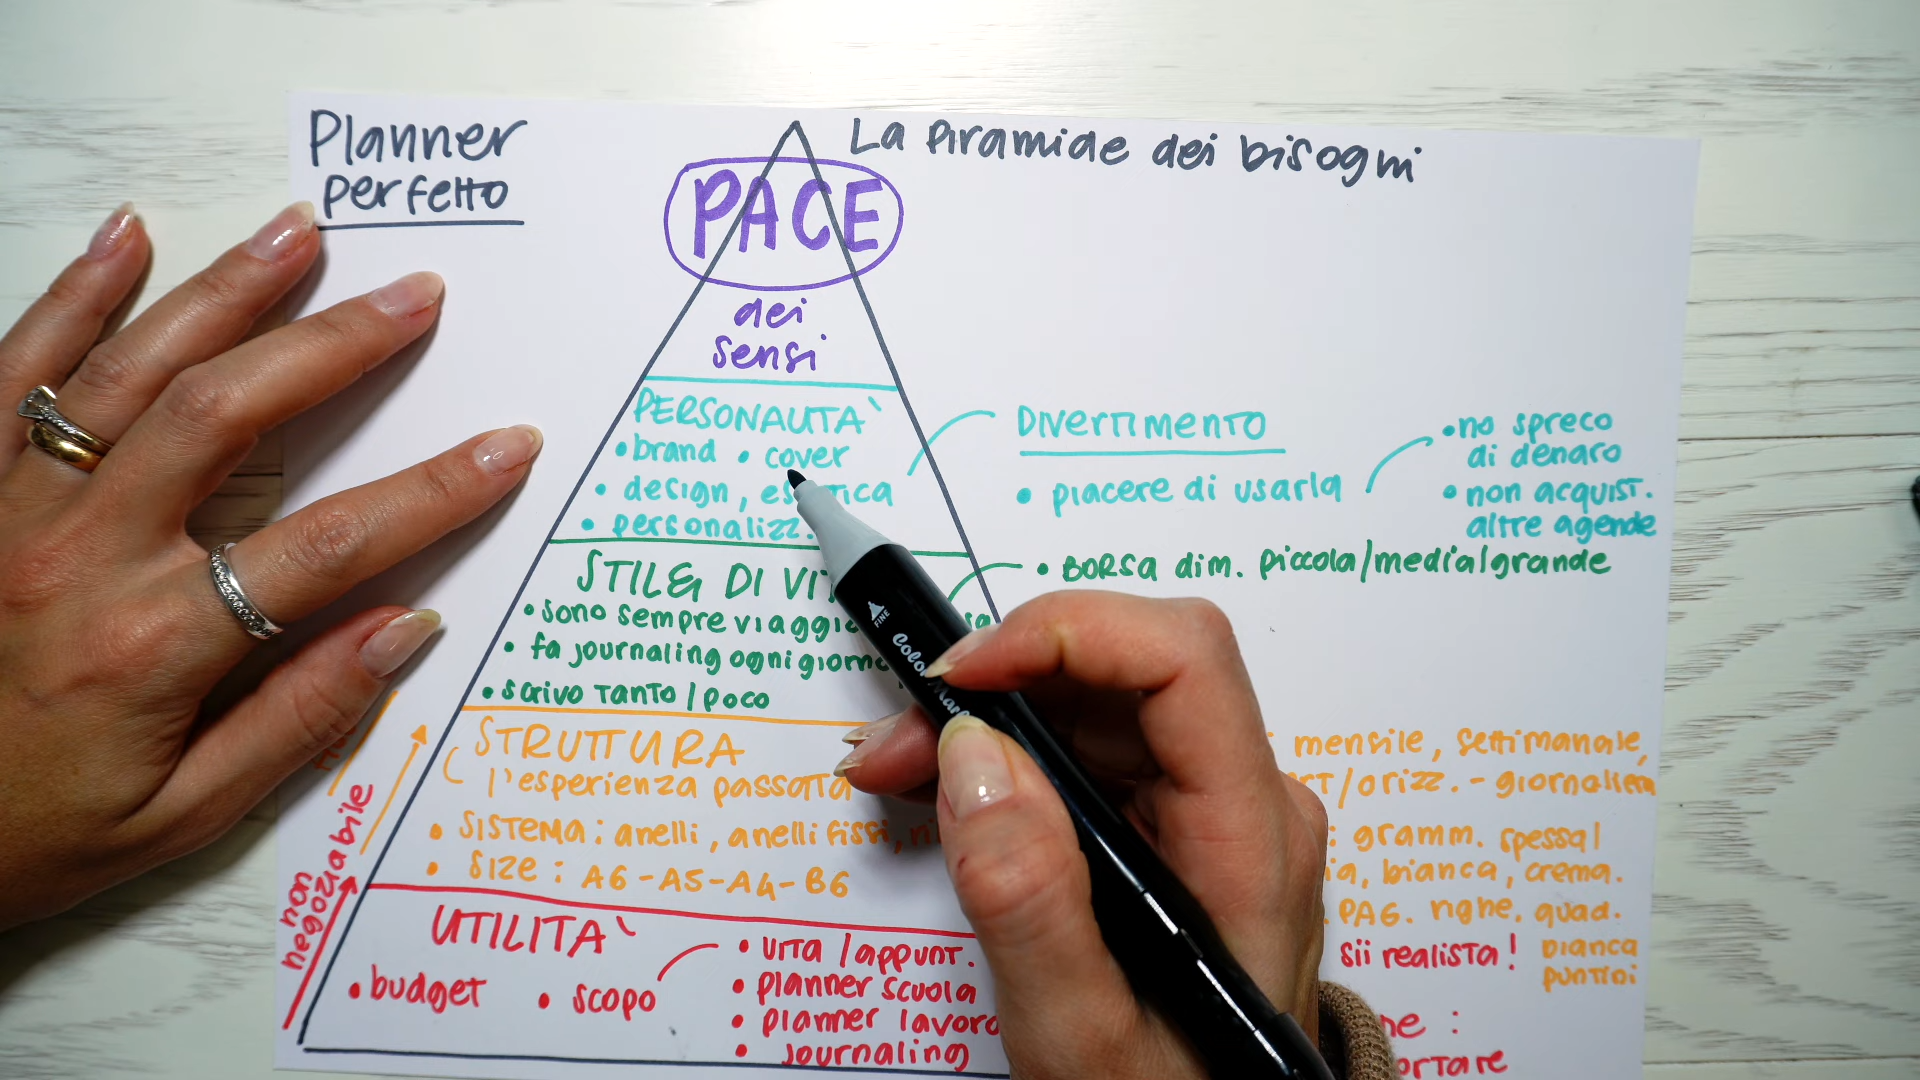 Planner
perfetto
La piramide dei bisogni
PACE
dei
sensi
PERSONALITA'
• brand • cover
• design, estetica
• personalizz.
DIVERTIMENTO
• piacere di usarla
• no spreco
di denaro
• non acquist.
altre agende
STILE DI VITA
• sono sempre viaggio
• fa journaling ogni giorno
• scrivo tanto / poco
• BORSA dim. piccola/media/grande
STRUTTURA
l'esperienza passata
• SISTEMA: anelli, anelli fissi,
• SIZE: A6-A5-A4-B6
mensile, settimanale,
/orizz. - giornaliera
: gramm. spessa/
, bianca, crema.
PAG. righe. quad.
bianca
puntini
non
negoziabile
UTILITA'
• budget • scopo
• vita /appunt.
• planner scuola
• planner lavoro
• journaling
sii realista!